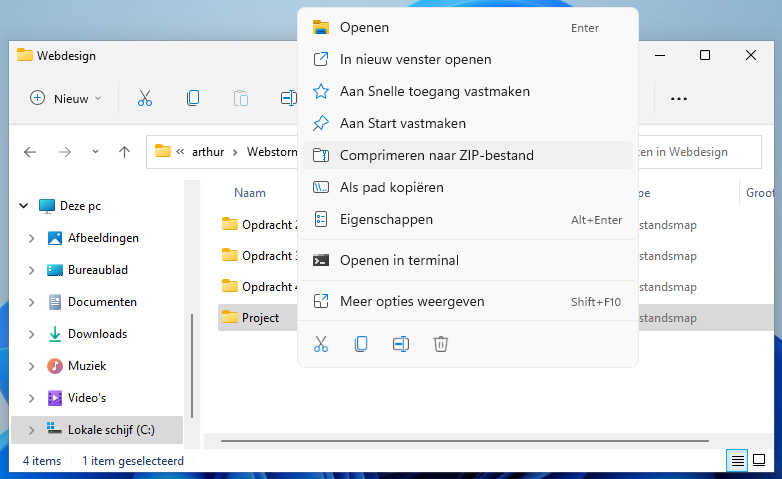 Webdesign
Nieuw
arthur
Webstorm
en in Webdesign
Openen Enter
In nieuw venster openen
Aan Snelle toegang vastmaken
Aan Start vastmaken
Comprimeren naar ZIP-bestand
Als pad kopiëren
Eigenschappen Alt+Enter
Openen in terminal
Meer opties weergeven Shift+F10
Deze pc
Afbeeldingen
Bureaublad
Documenten
Downloads
Muziek
Video's
Lokale schijf (C:)
Naam pe Groot
Opdracht 2 standsmap
Opdracht 3 standsmap
Opdracht 4 standsmap
Project standsmap
4 items 1 item geselecteerd